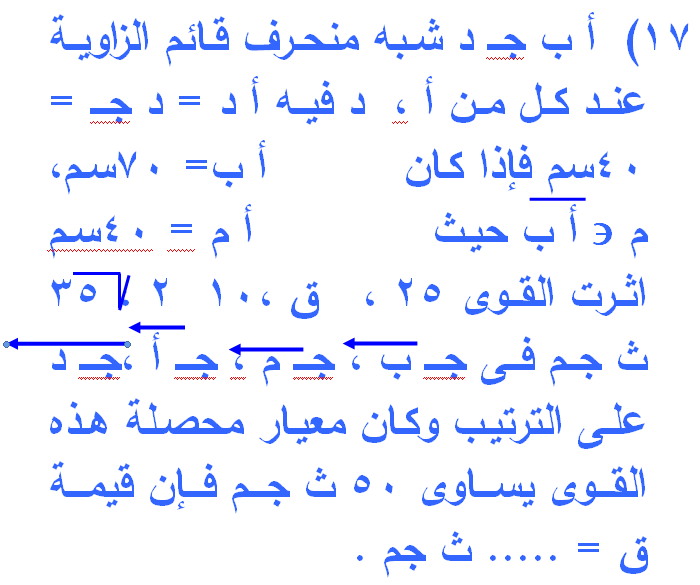 ١٧) أ ب جـ د شبه منحرف قائم الزاوية
عند كل من أ ، د فيه أ د = د جـ =
٤٠سم فإذا كان أ ب= ٧٠سم،
م ∋ أ ب حيث أ م = ٤٠سم
اثرت القوى ٢٥ ، ق ،١٠ √٢ ، ٣٥
ث جم فى جـ ب ، جـ م ، جـ أ ،جـ د
على الترتيب وكان معيار محصلة هذه
القوى يساوى ٥٠ ث جم فإن قيمة
ق = ..... ث جم .